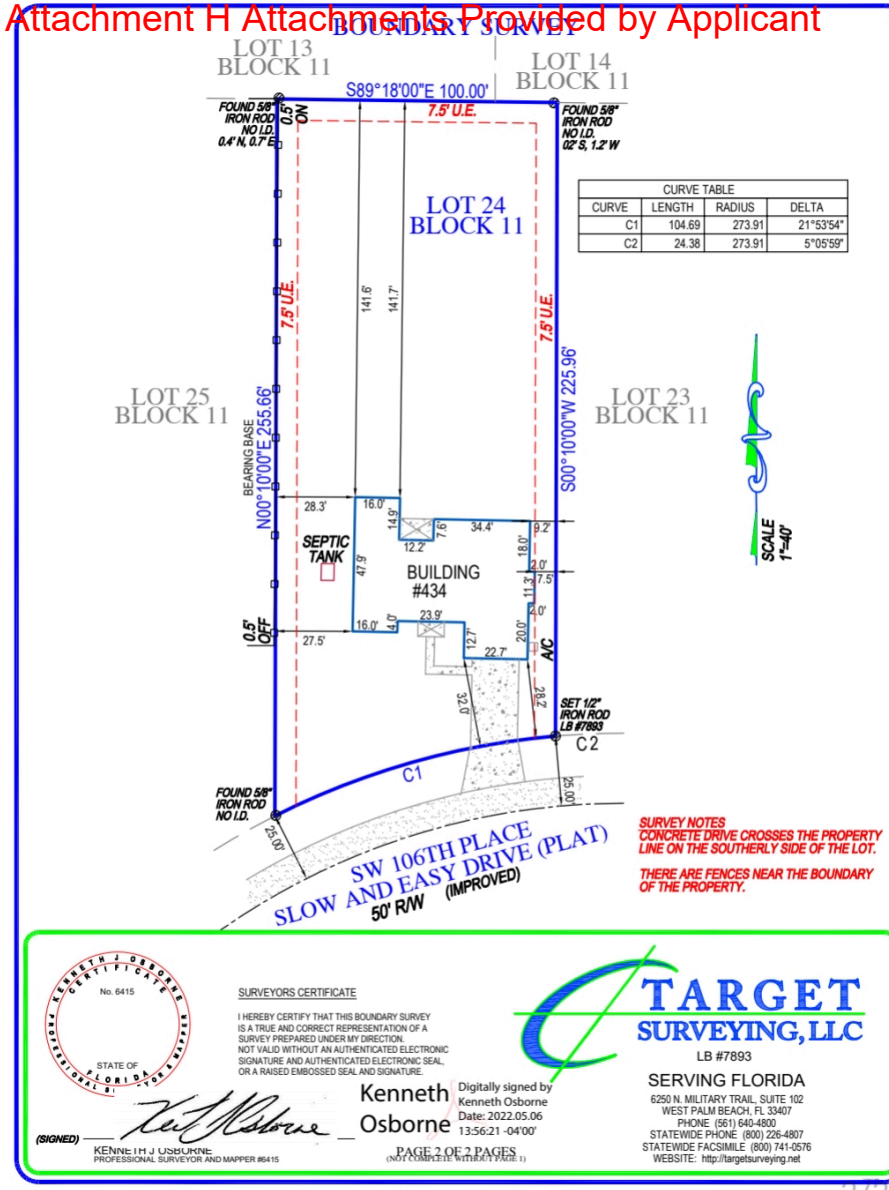 Attachment H Attachments Provided by Applicant
BOUNDARY SURVEY
LOT 13
BLOCK 11
LOT 14
BLOCK 11
S89°18'00"E 100.00'
7.5' U.E.
FOUND 5/8"
IRON ROD
NO I.D.
0.4' N, 0.7' E
0.5'
ON
FOUND 5/8"
IRON ROD
NO I.D.
02' S, 1.2' W
CURVE TABLE
CURVE LENGTH RADIUS DELTA
C1 104.69 273.91 21°53'54"
C2 24.38 273.91 5°05'59"
LOT 24
BLOCK 11
141.6'
141.7'
7.5' U.E.
7.5' U.E.
LOT 25
BLOCK 11
LOT 23
BLOCK 11
BEARING BASE
N00°10'00"E 255.66'
S00°10'00"W 225.96'
SCALE
1"=40'
28.3'
16.0'
14.9'
12.2'
7.6'
34.4'
9.2'
18.0'
2.0'
7.5'
11.3'
2.0'
SEPTIC
TANK
47.9'
BUILDING
#434
0.5'
OFF
27.5'
16.0'
4.0'
23.9'
12.7'
22.7'
20.0'
A/C
32.0'
28.2'
SET 1/2"
IRON ROD
LB #7893
C2
C1
25.00'
FOUND 5/8"
IRON ROD
NO I.D.
25.00'
SW 106TH PLACE
SLOW AND EASY DRIVE (PLAT)
50' R/W (IMPROVED)
SURVEY NOTES
CONCRETE DRIVE CROSSES THE PROPERTY
LINE ON THE SOUTHERLY SIDE OF THE LOT.
THERE ARE FENCES NEAR THE BOUNDARY
OF THE PROPERTY.
KENNETH J OSBORNE
CERTIFICATE
No. 6415
STATE OF
FLORIDA
PROFESSIONAL SURVEYOR & MAPPER
SURVEYORS CERTIFICATE
I HEREBY CERTIFY THAT THIS BOUNDARY SURVEY
IS A TRUE AND CORRECT REPRESENTATION OF A
SURVEY PREPARED UNDER MY DIRECTION.
NOT VALID WITHOUT AN AUTHENTICATED ELECTRONIC
SIGNATURE AND AUTHENTICATED ELECTRONIC SEAL,
OR A RAISED EMBOSSED SEAL AND SIGNATURE.
(SIGNED)
KENNETH J OSBORNE
PROFESSIONAL SURVEYOR AND MAPPER #6415
Kenneth
Osborne
Digitally signed by
Kenneth Osborne
Date: 2022.05.06
13:56:21 -04'00'
PAGE 2 OF 2 PAGES
(NOT COMPLETE WITHOUT PAGE 1)
TARGET
SURVEYING, LLC
LB #7893
SERVING FLORIDA
6250 N. MILITARY TRAIL, SUITE 102
WEST PALM BEACH, FL 33407
PHONE (561) 640-4800
STATEWIDE PHONE (800) 226-4807
STATEWIDE FACSIMILE (800) 741-0576
WEBSITE: http://targetsurveying.net